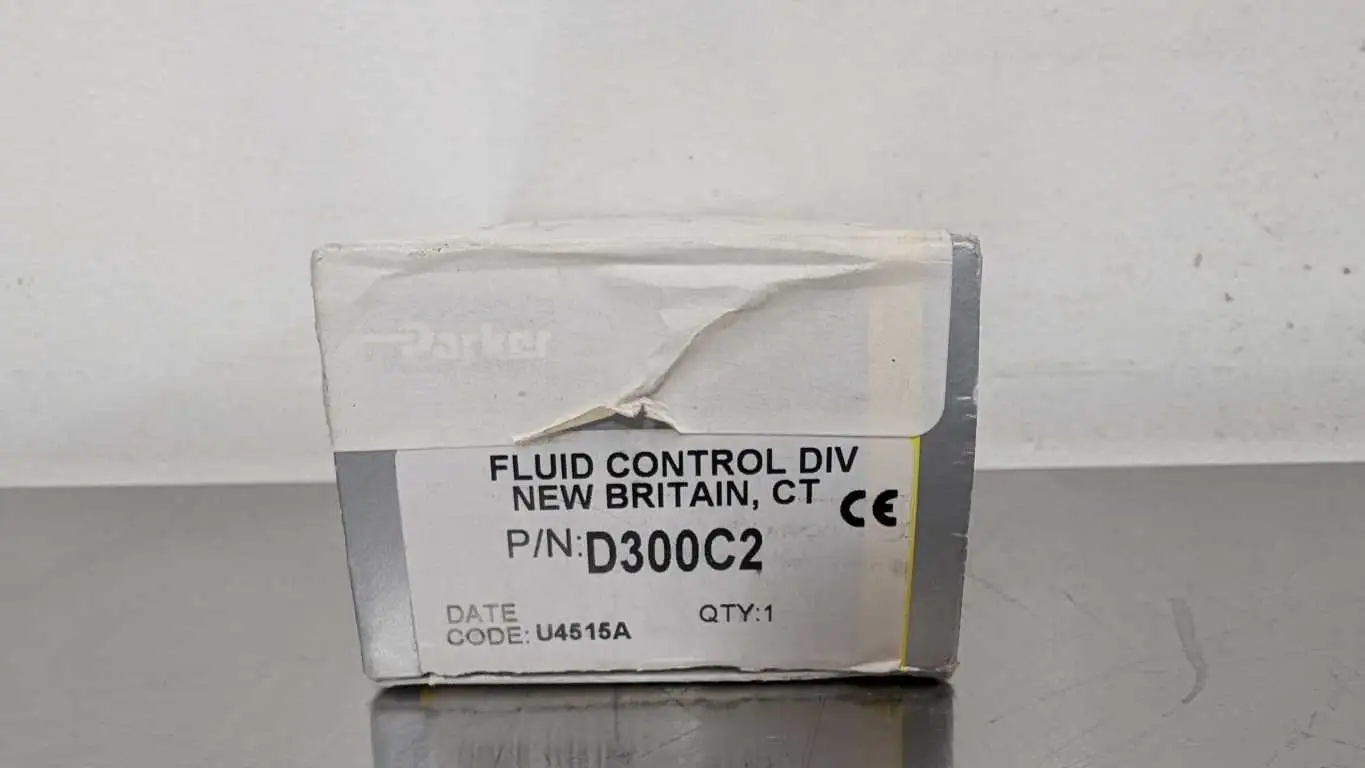 Parker
FLUID CONTROL DIV
NEW BRITAIN, CT
CE
P/N: D300C2
DATE
CODE: U4515A
QTY:1